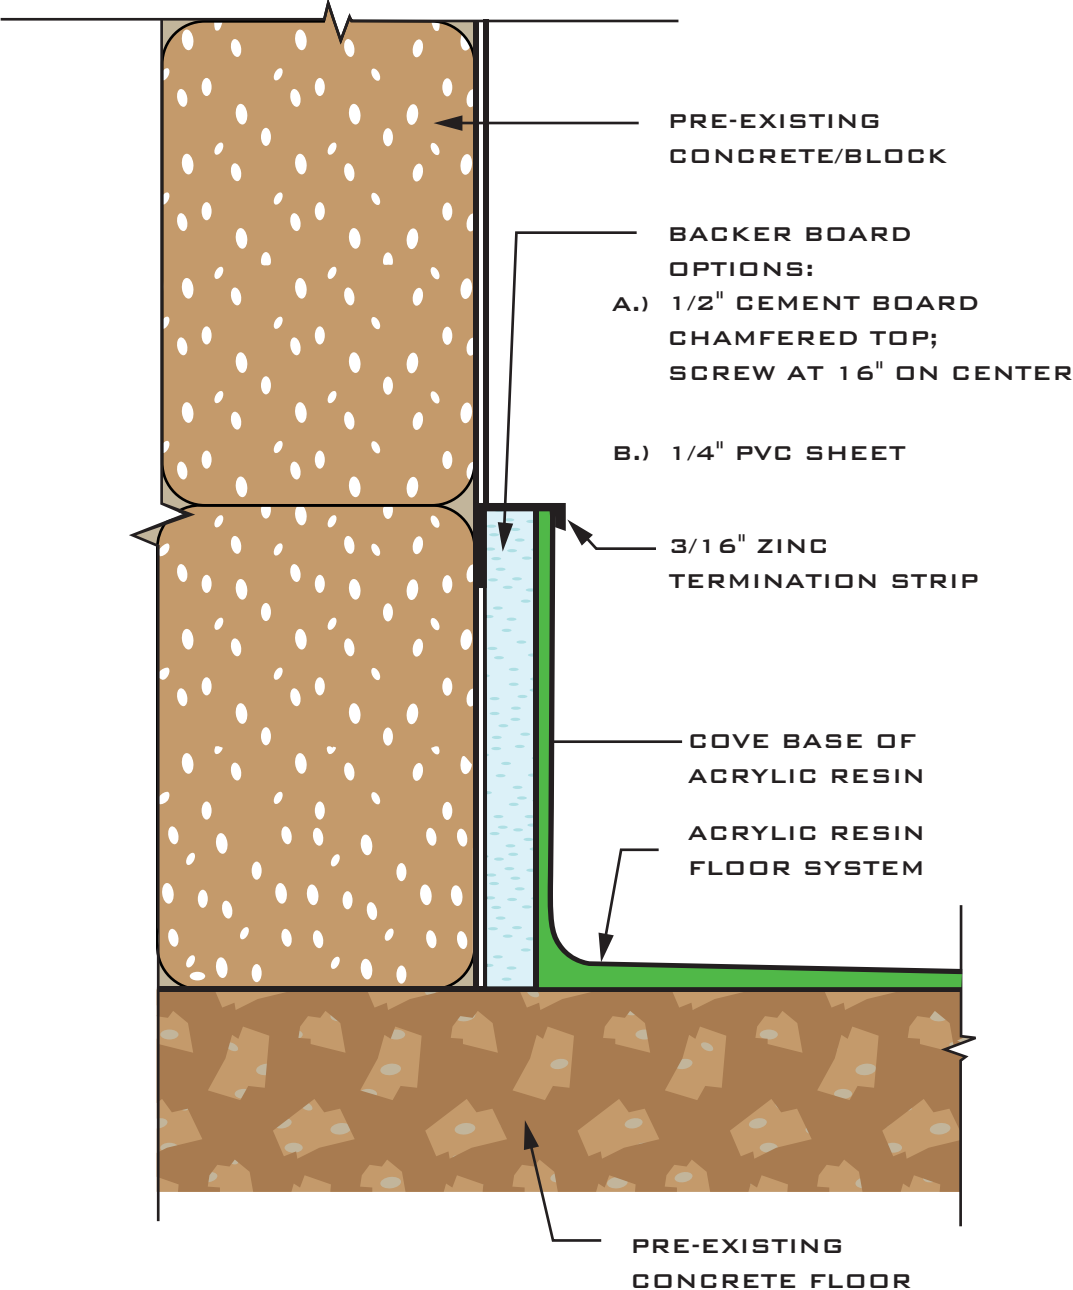 PRE-EXISTING
CONCRETE/BLOCK
BACKER BOARD
OPTIONS:
A.) 1/2" CEMENT BOARD
CHAMFERED TOP;
SCREW AT 16" ON CENTER
B.) 1/4" PVC SHEET
3/16" ZINC
TERMINATION STRIP
COVE BASE OF
ACRYLIC RESIN
ACRYLIC RESIN
FLOOR SYSTEM
PRE-EXISTING
CONCRETE FLOOR